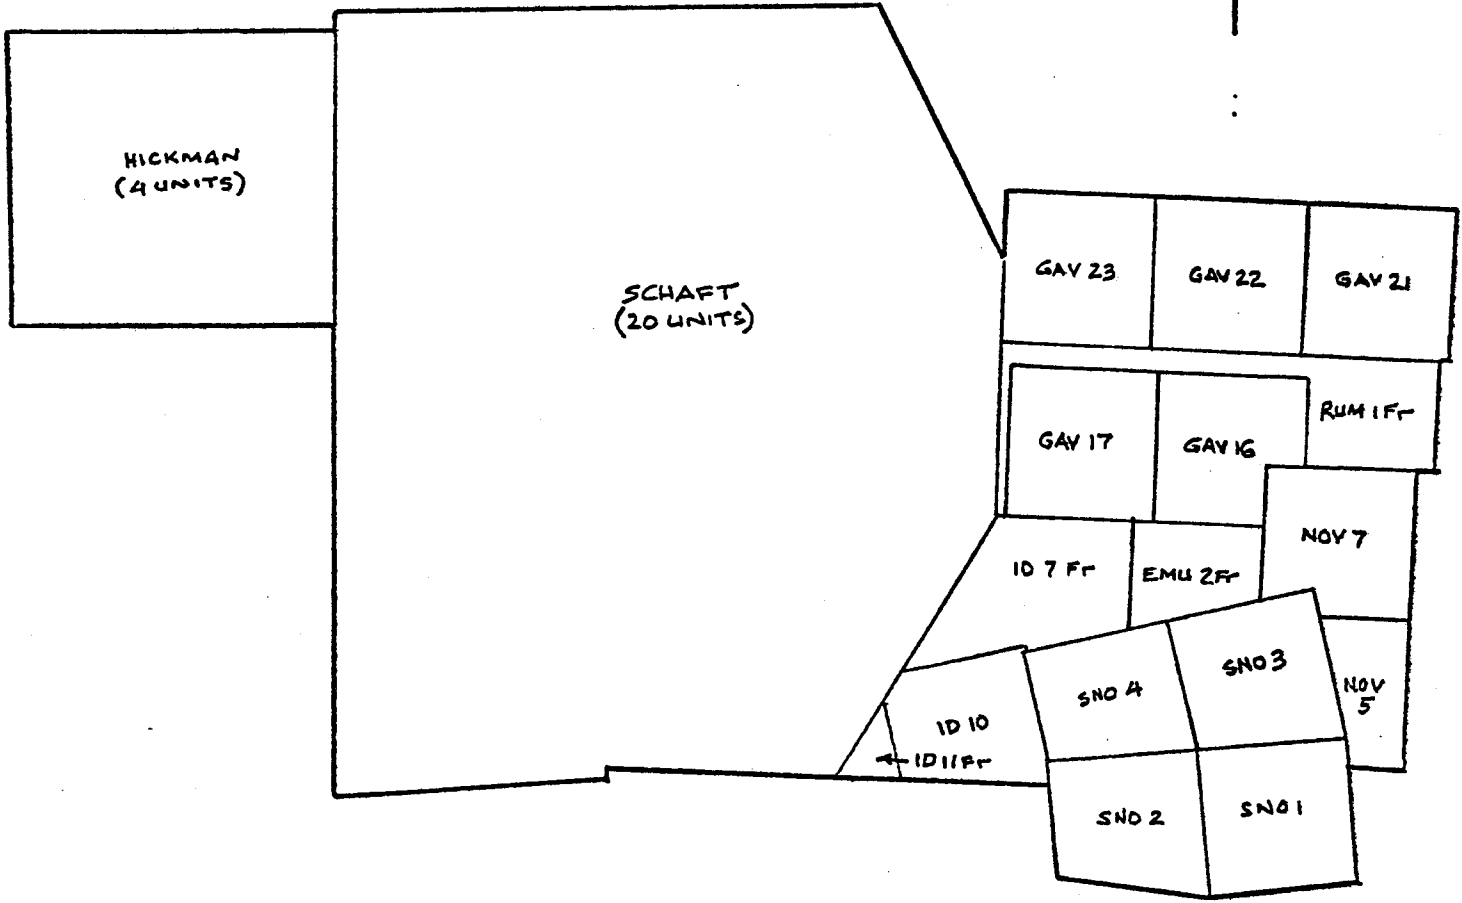 HICKMAN
(4 UNITS)
SCHAFT
(20 UNITS)
GAV 23
GAV 22
GAV 21
GAV 17
GAV 16
RUM 1 Fr
NOV 7
ID 7 Fr
EMU 2 Fr
SNO 3
SNO 4
NOV
5
ID 10
ID 11 Fr
SNO 2
SNO 1